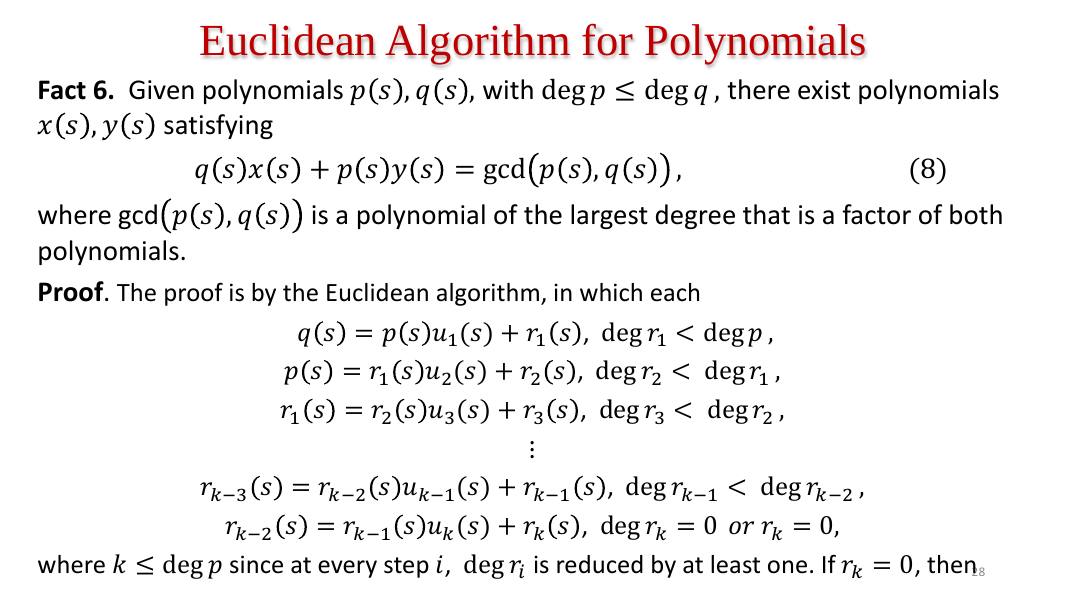 Euclidean Algorithm for Polynomials
Fact 6. Given polynomials 𝑝(𝑠), 𝑞(𝑠), with deg 𝑝 ≤ deg 𝑞 , there exist polynomials
𝑥(𝑠), 𝑦(𝑠) satisfying
𝑞(𝑠)𝑥(𝑠) + 𝑝(𝑠)𝑦(𝑠) = gcd(𝑝(𝑠), 𝑞(𝑠)), (8)
where gcd(𝑝(𝑠), 𝑞(𝑠)) is a polynomial of the largest degree that is a factor of both
polynomials.
Proof. The proof is by the Euclidean algorithm, in which each
𝑞(𝑠) = 𝑝(𝑠)𝑢₁(𝑠) + 𝑟₁(𝑠), deg 𝑟₁ < deg 𝑝 ,
𝑝(𝑠) = 𝑟₁(𝑠)𝑢₂(𝑠) + 𝑟₂(𝑠), deg 𝑟₂ < deg 𝑟₁ ,
𝑟₁(𝑠) = 𝑟₂(𝑠)𝑢₃(𝑠) + 𝑟₃(𝑠), deg 𝑟₃ < deg 𝑟₂ ,
⋮
𝑟ₖ₋₃(𝑠) = 𝑟ₖ₋₂(𝑠)𝑢ₖ₋₁(𝑠) + 𝑟ₖ₋₁(𝑠), deg 𝑟ₖ₋₁ < deg 𝑟ₖ₋₂ ,
𝑟ₖ₋₂(𝑠) = 𝑟ₖ₋₁(𝑠)𝑢ₖ(𝑠) + 𝑟ₖ(𝑠), deg 𝑟ₖ = 0 𝑜𝑟 𝑟ₖ = 0,
where 𝑘 ≤ deg 𝑝 since at every step 𝑖, deg 𝑟ᵢ is reduced by at least one. If 𝑟ₖ = 0, then
28